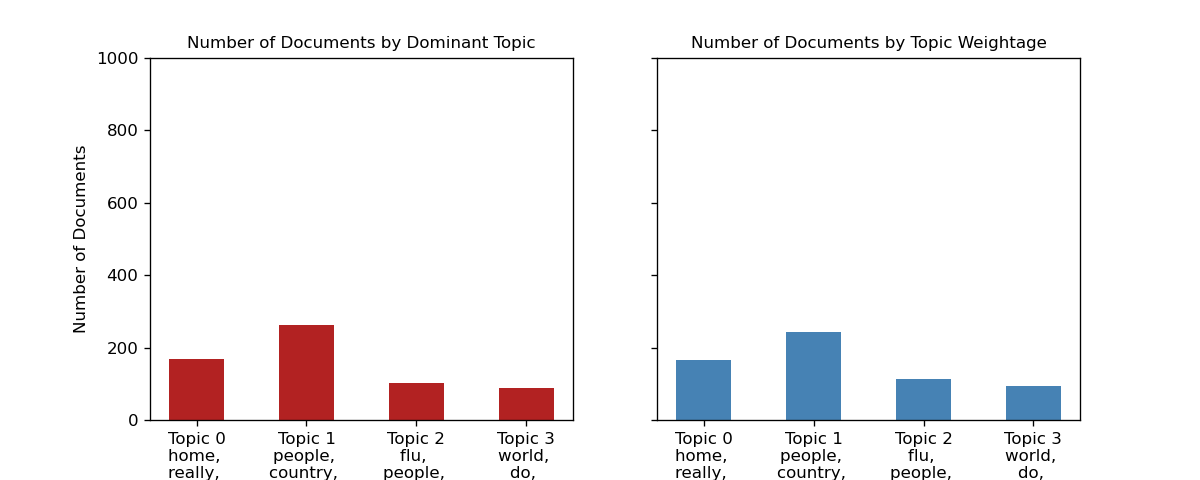 Number of Documents by Dominant Topic
Number of Documents
1000
800
600
400
200
0
Topic 0
home,
really,
Topic 1
people,
country,
Topic 2
flu,
people,
Topic 3
world,
do,
Number of Documents by Topic Weightage
Topic 0
home,
really,
Topic 1
people,
country,
Topic 2
flu,
people,
Topic 3
world,
do,